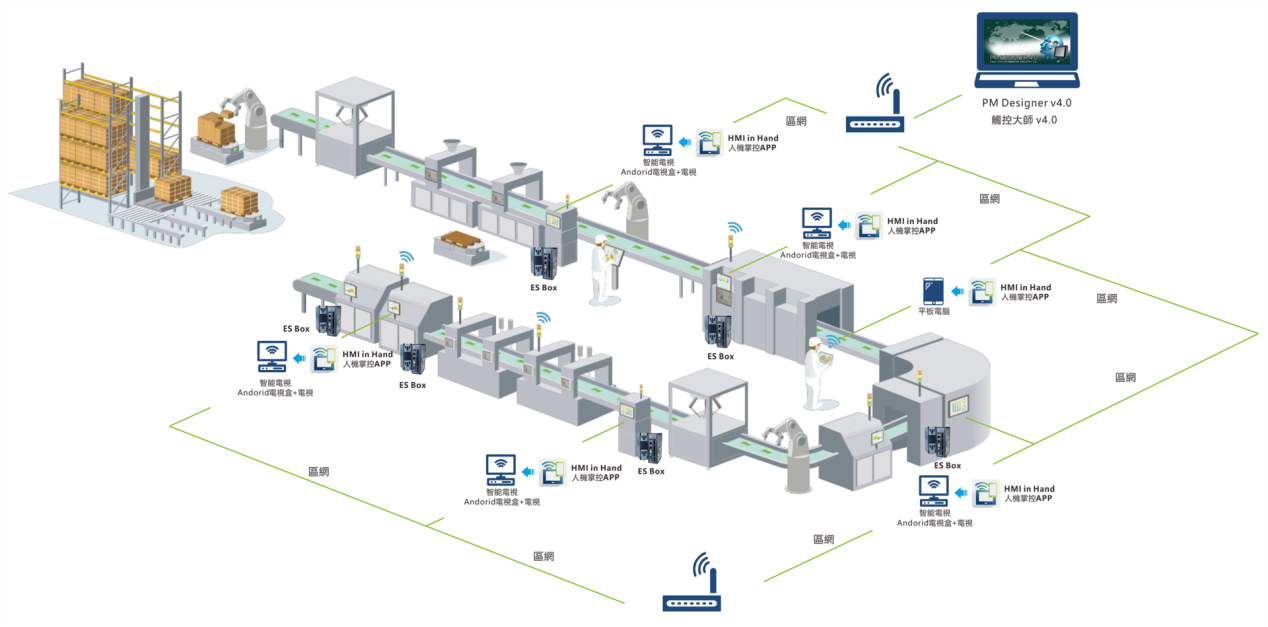 PM Designer v4.0
觸控大師 v4.0
區網
HMI in Hand
人機掌控APP
智能電視
Andorid電視盒+電視
區網
HMI in Hand
人機掌控APP
智能電視
Andorid電視盒+電視
ES Box
HMI in Hand
人機掌控APP
平板電腦
區網
ES Box
ES Box
HMI in Hand
人機掌控APP
智能電視
Andorid電視盒+電視
ES Box
區網
ES Box
ES Box
HMI in Hand
人機掌控APP
智能電視
Andorid電視盒+電視
區網
HMI in Hand
人機掌控APP
智能電視
Andorid電視盒+電視
區網
區網